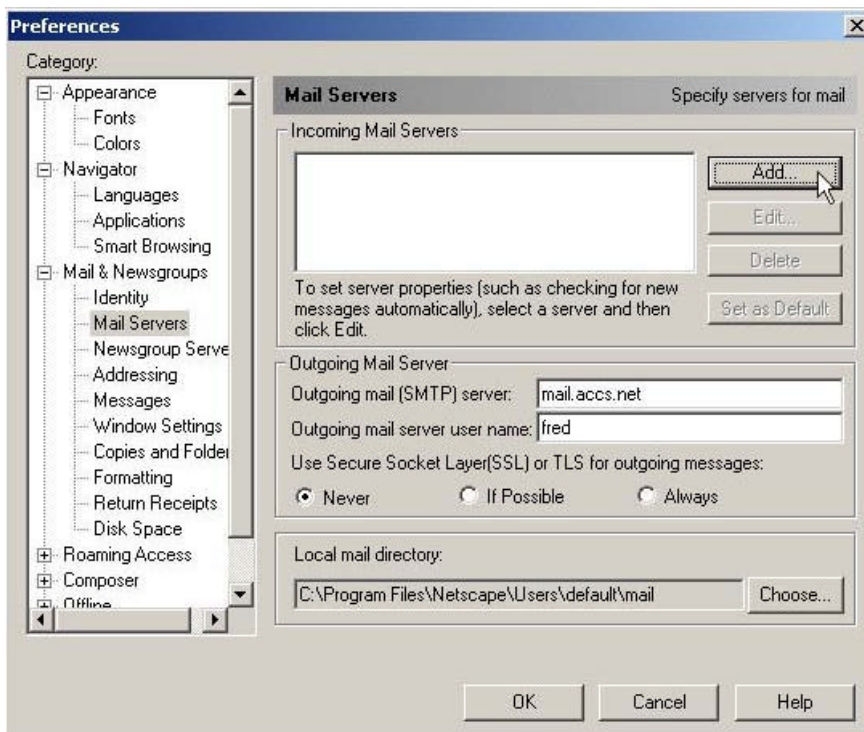 Preferences
Category:
Appearance
Fonts
Colors
Navigator
Languages
Applications
Smart Browsing
Mail & Newsgroups
Identity
Mail Servers
Newsgroup Serve
Addressing
Messages
Window Settings
Copies and Folder
Formatting
Return Receipts
Disk Space
Roaming Access
Composer
Offline
Mail Servers
Specify servers for mail
Incoming Mail Servers
Add...
Edit...
Delete
Set as Default
To set server properties (such as checking for new
messages automatically), select a server and then
click Edit.
Outgoing Mail Server
Outgoing mail (SMTP) server: mail.accs.net
Outgoing mail server user name: fred
Use Secure Socket Layer(SSL) or TLS for outgoing messages:
Never If Possible Always
Local mail directory:
C:\Program Files\Netscape\Users\default\mail Choose...
OK Cancel Help